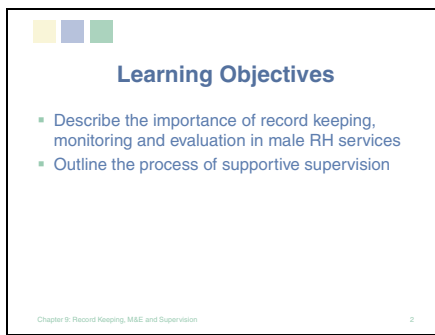 Learning Objectives
▪ Describe the importance of record keeping,
monitoring and evaluation in male RH services
▪ Outline the process of supportive supervision
Chapter 9: Record Keeping, M&E and Supervision 2